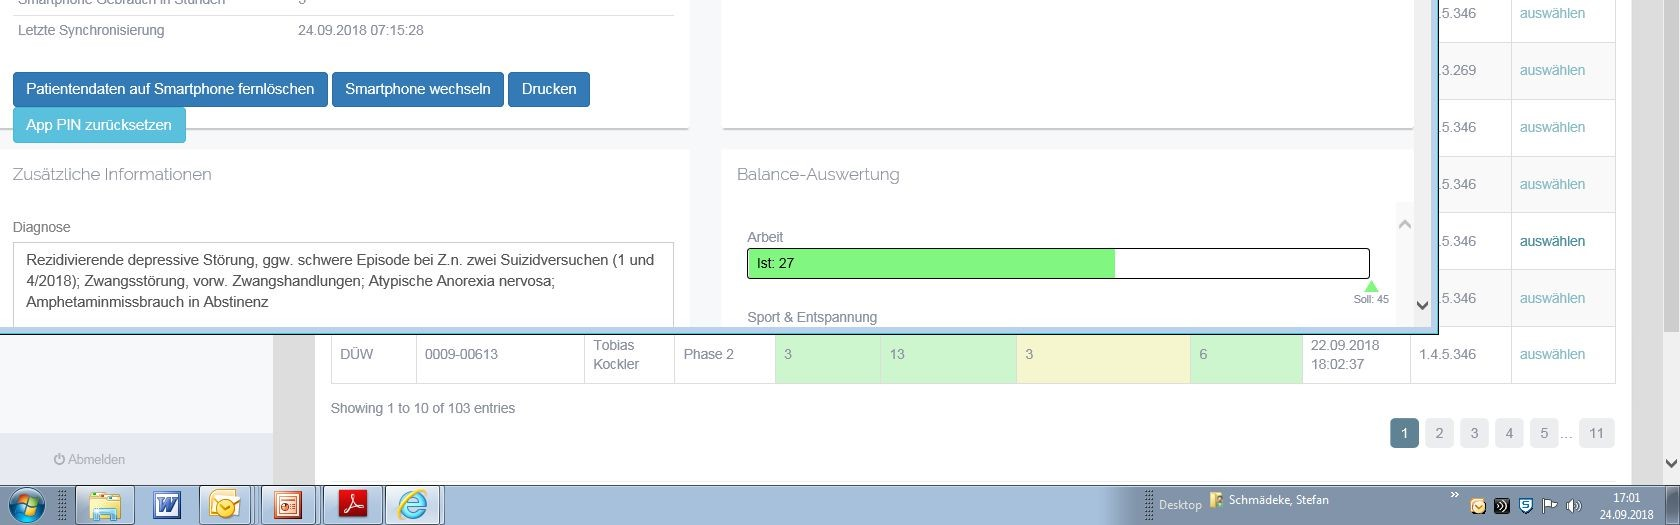 Smartphone Gebrauch in Stunden
Letzte Synchronisierung 24.09.2018 07:15:28
Patientendaten auf Smartphone fernlöschen Smartphone wechseln Drucken
App PIN zurücksetzen
Zusätzliche Informationen
Diagnose
Rezidivierende depressive Störung, ggw. schwere Episode bei Z.n. zwei Suizidversuchen (1 und
4/2018); Zwangsstörung, vorw. Zwangshandlungen; Atypische Anorexia nervosa;
Amphetaminmissbrauch in Abstinenz
Balance-Auswertung
Arbeit
Ist: 27
Soll: 45
Sport & Entspannung
.5.346 auswählen
.3.269 auswählen
.5.346 auswählen
.5.346 auswählen
.5.346 auswählen
.5.346 auswählen
DÜW 0009-00613 Tobias Kockler Phase 2 3 13 3 6 22.09.2018 18:02:37 1.4.5.346 auswählen
Showing 1 to 10 of 103 entries
1 2 3 4 5 ... 11
Abmelden
Desktop Schmädeke, Stefan
17:01
24.09.2018